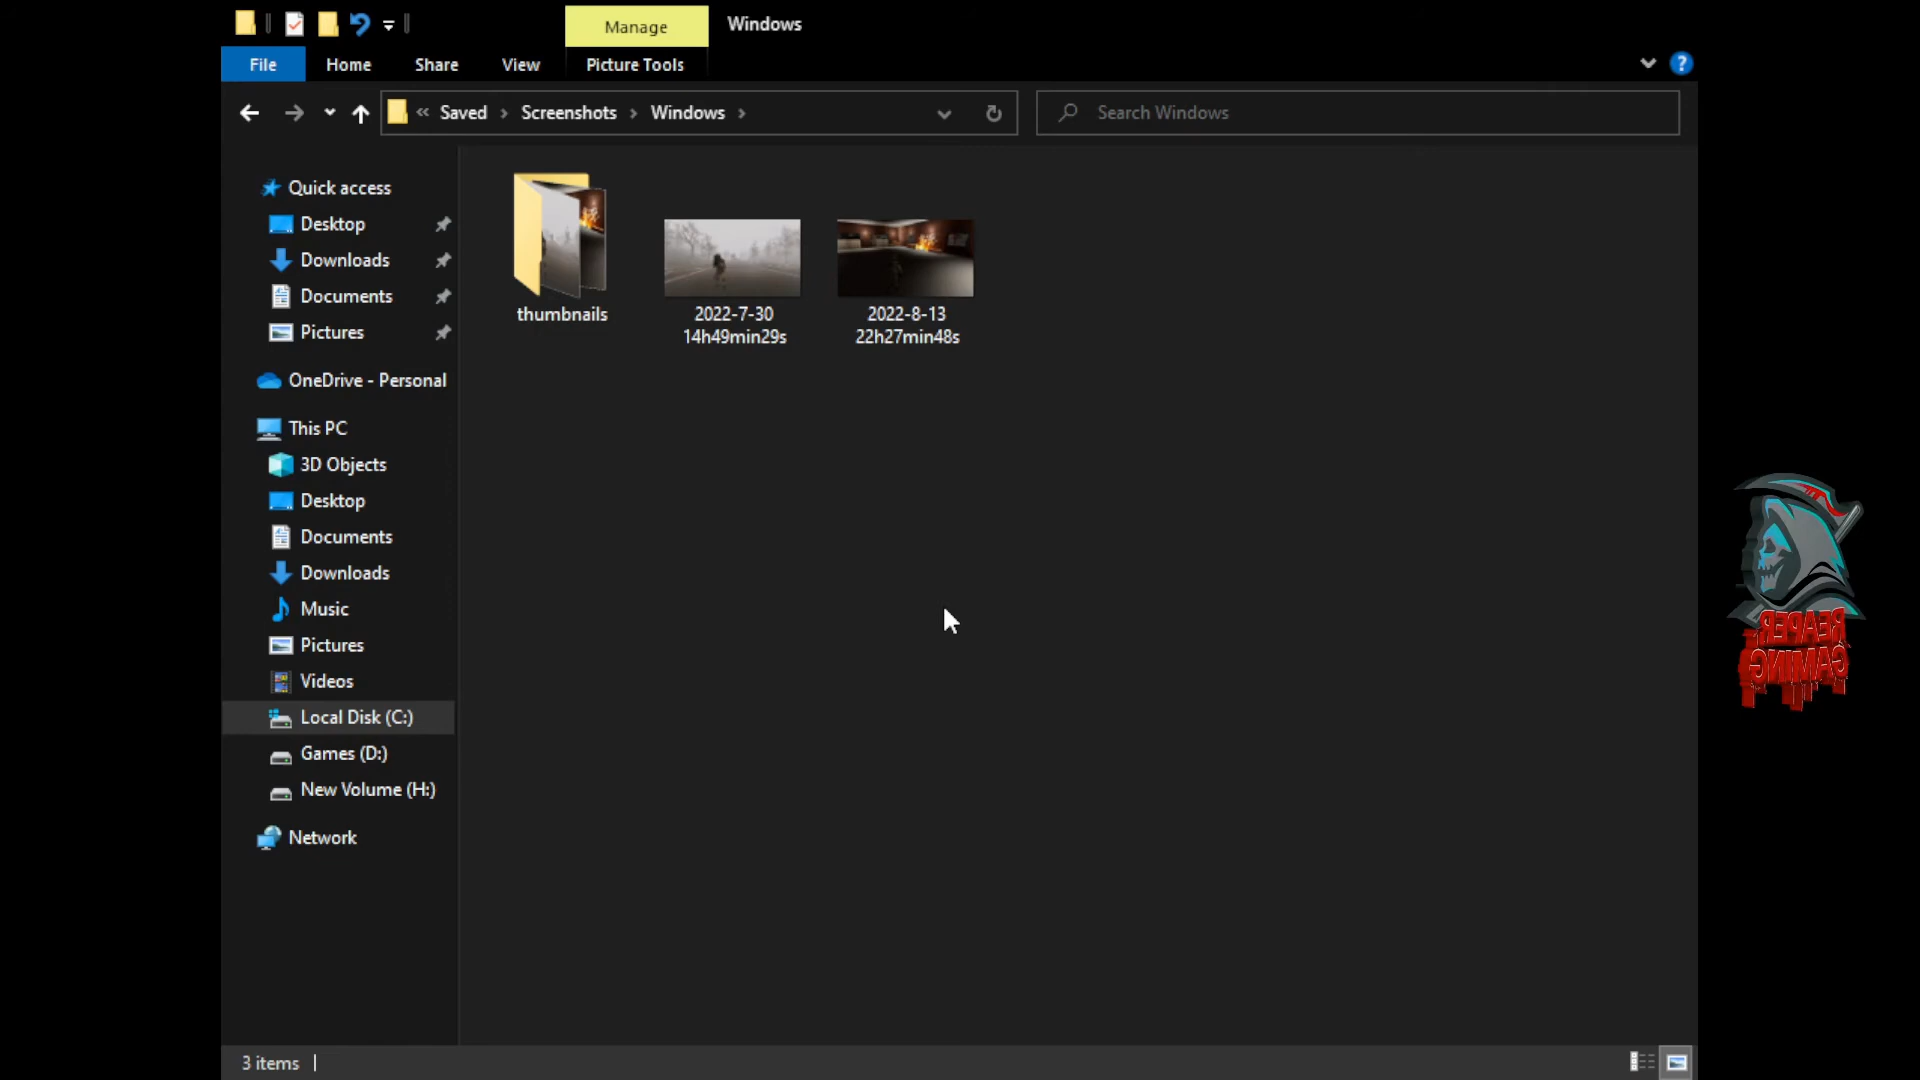 Manage
Windows
File
Home
Share
View
Picture Tools
?
« Saved › Screenshots › Windows ›
Search Windows
Quick access
Desktop
Downloads
Documents
Pictures
OneDrive - Personal
This PC
3D Objects
Desktop
Documents
Downloads
Music
Pictures
Videos
Local Disk (C:)
Games (D:)
New Volume (H:)
Network
thumbnails
2022-7-30
14h49min29s
2022-8-13
22h27min48s
REAPER
GAMING
3 items